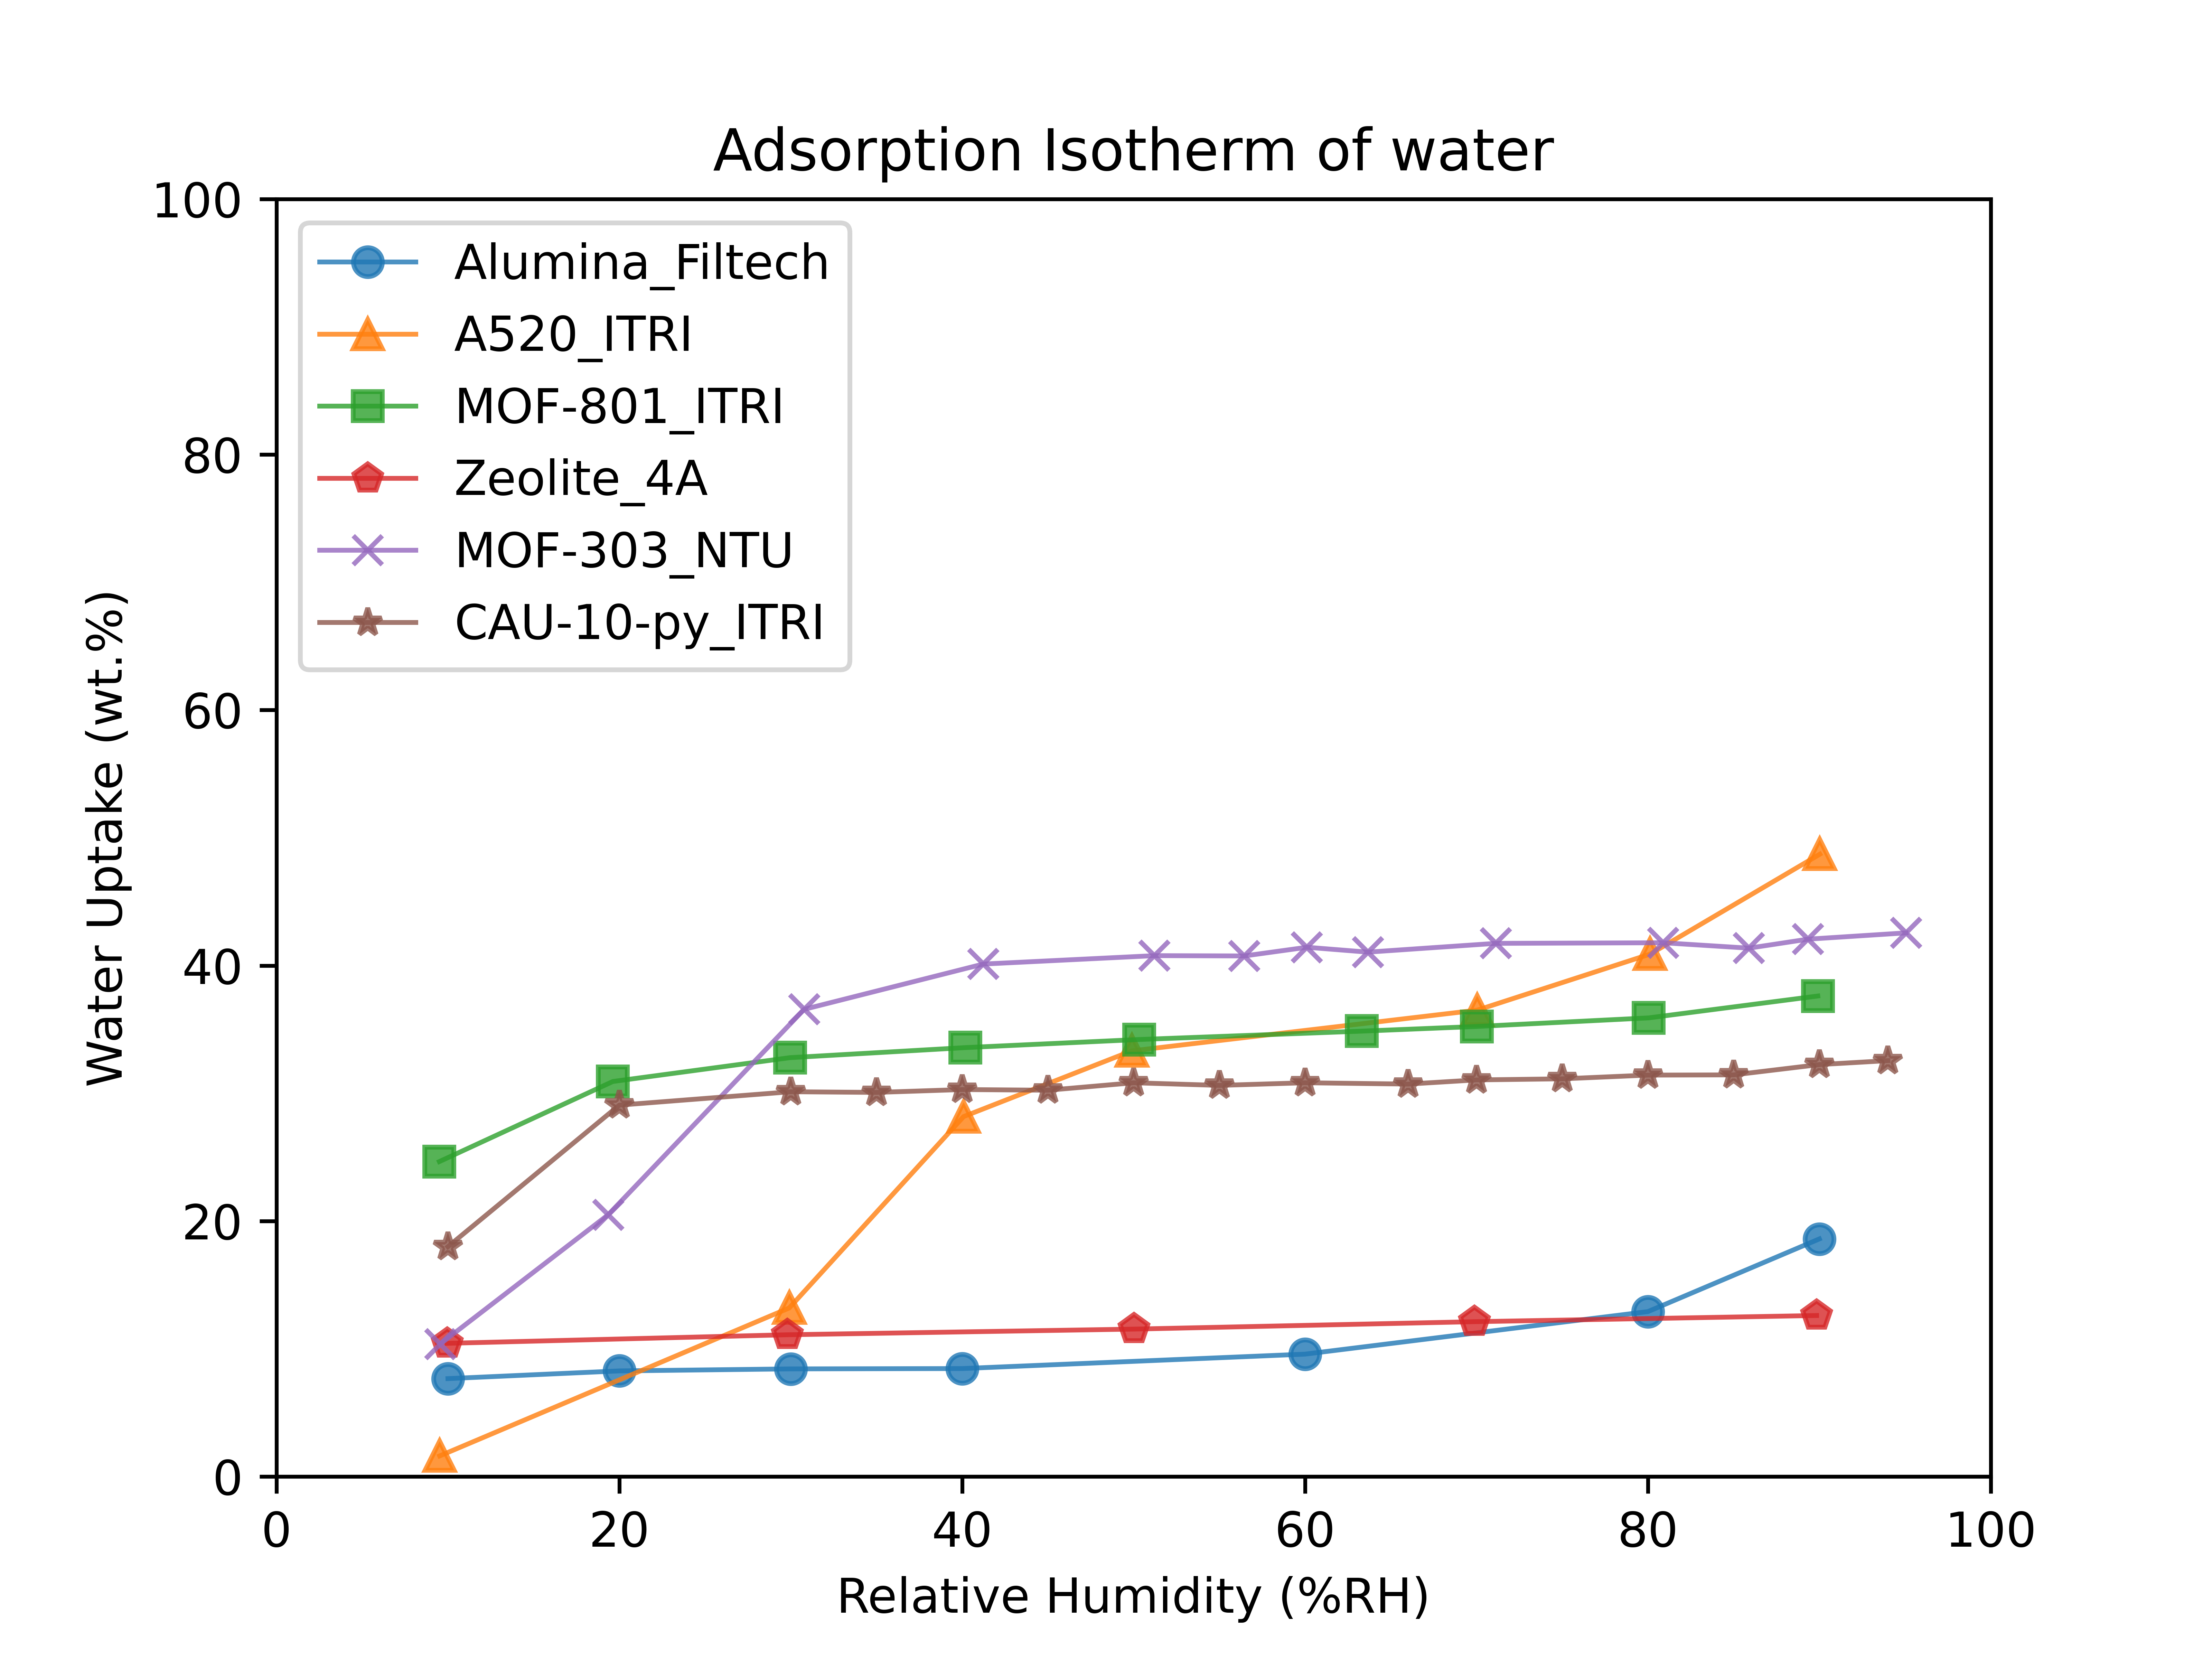 Adsorption Isotherm of water
100
80
60
40
20
0
Water Uptake (wt.%)
Alumina_Filtech
A520_ITRI
MOF-801_ITRI
Zeolite_4A
MOF-303_NTU
CAU-10-py_ITRI
0 20 40 60 80 100
Relative Humidity (%RH)